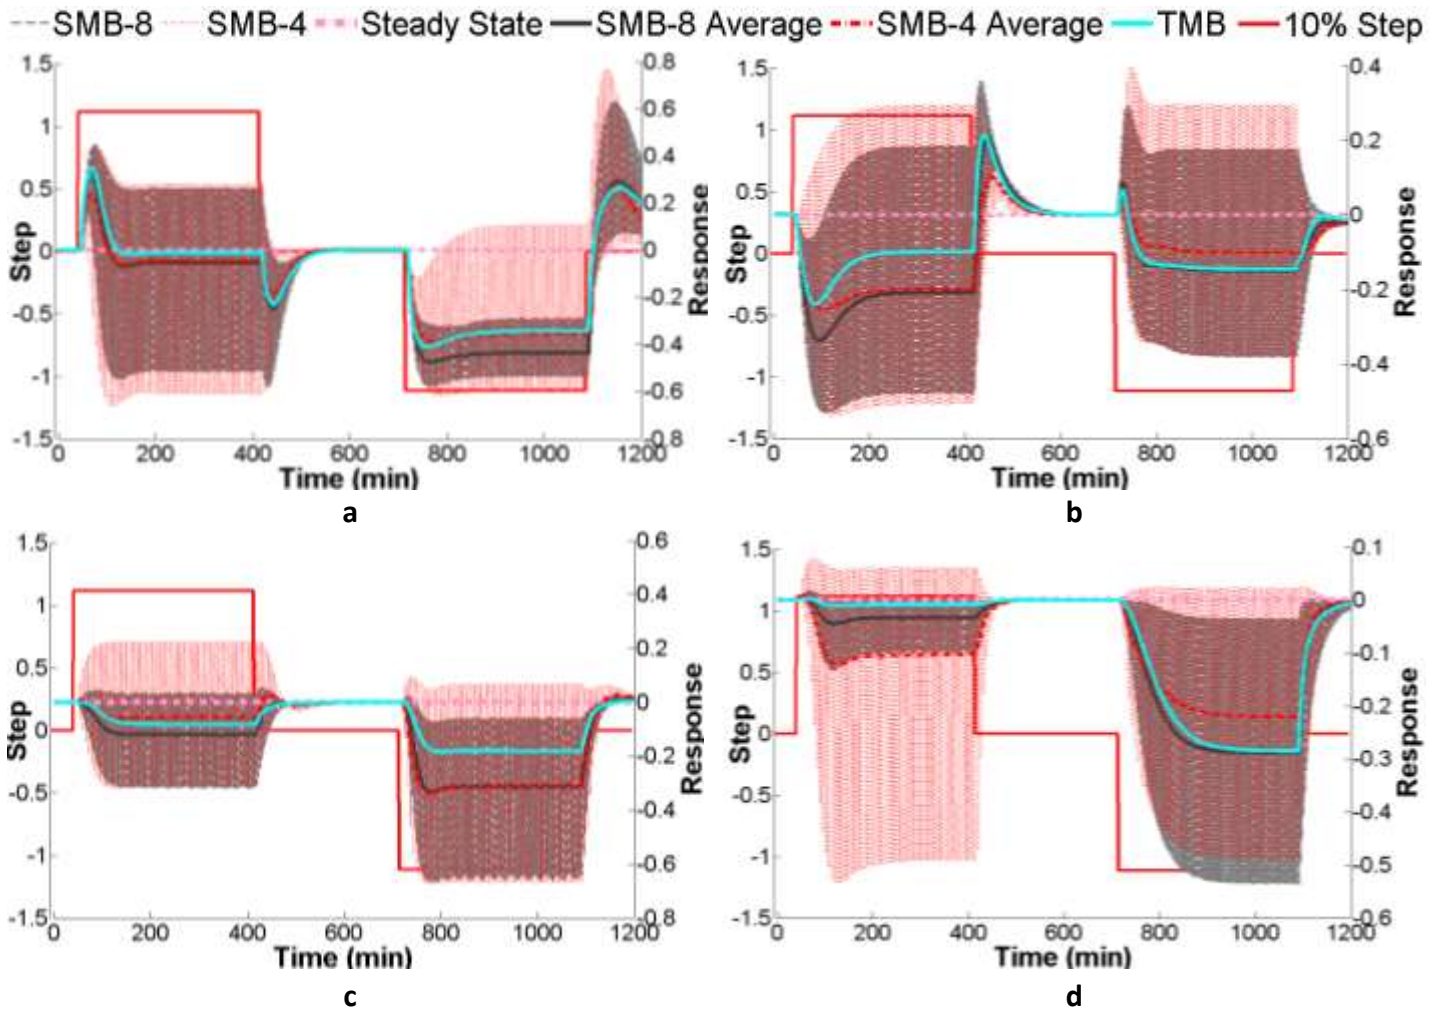 SMB-8 SMB-4 Steady State SMB-8 Average SMB-4 Average TMB 10% Step
1.5 1 0.5 0 -0.5 -1 -1.5
Step
0.8 0.6 0.4 0.2 0 -0.2 -0.4 -0.6 -0.8
Response
0 200 400 600 800 1000 1200
Time (min)
a
1.5 1 0.5 0 -0.5 -1 -1.5
Step
0.4 0.2 0 -0.2 -0.4 -0.6
Response
0 200 400 600 800 1000 1200
Time (min)
b
1.5 1 0.5 0 -0.5 -1 -1.5
Step
0.6 0.4 0.2 0 -0.2 -0.4 -0.6 -0.8
Response
0 200 400 600 800 1000 1200
Time (min)
c
1.5 1 0.5 0 -0.5 -1 -1.5
Step
0.1 0 -0.1 -0.2 -0.3 -0.4 -0.5 -0.6
Response
0 200 400 600 800 1000 1200
Time (min)
d